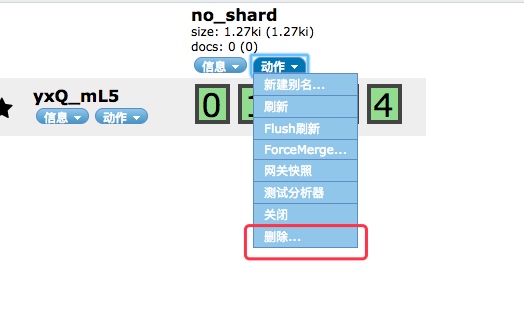 no_shard
size: 1.27ki (1.27ki)
docs: 0 (0)
信息 动作
新建别名...
刷新
Flush刷新
ForceMerge...
网关快照
测试分析器
关闭
删除...
yxQ_mL5
信息 动作
0 1 4